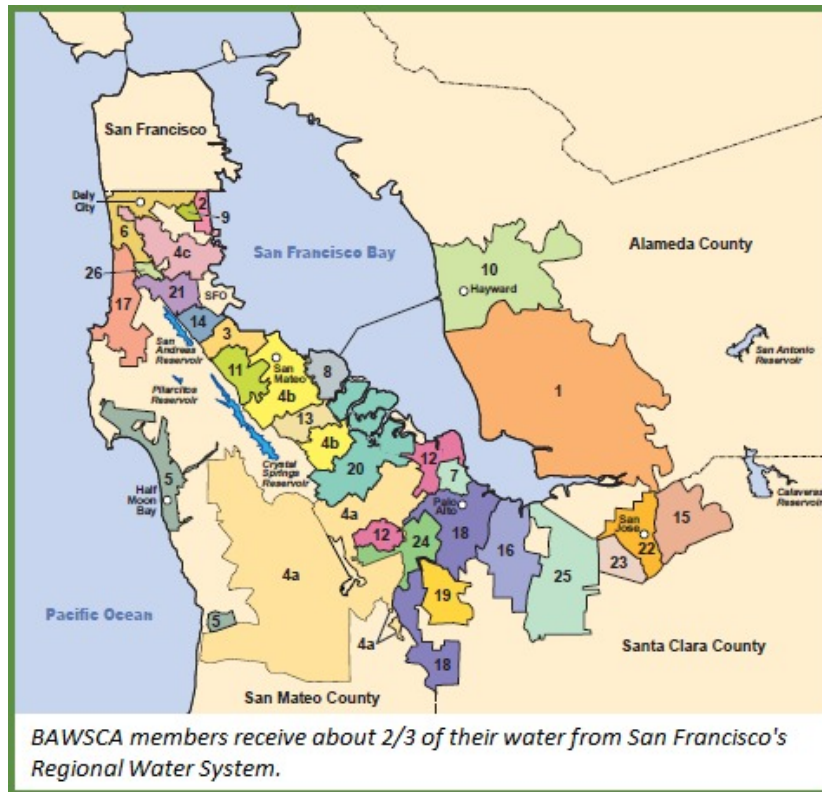 San Francisco
Daly
City
2
9
6
4c
San Francisco Bay
Alameda County
10
Hayward
26
21
SFO
17
14
3
San
Andreas
Reservoir
San
Mateo
8
San Antonio
Reservoir
11
1
Pilarcitos
Reservoir
4b
13
4b
12
Crystal
Springs
Reservoir
20
7
5
Half
Moon
Bay
Palo
Alto
Calaveras
Reservoir
15
4a
San
Jose
12
24
18
16
22
4a
25
23
19
Pacific Ocean
5
4a
18
Santa Clara County
San Mateo County
BAWSCA members receive about 2/3 of their water from San Francisco's
Regional Water System.